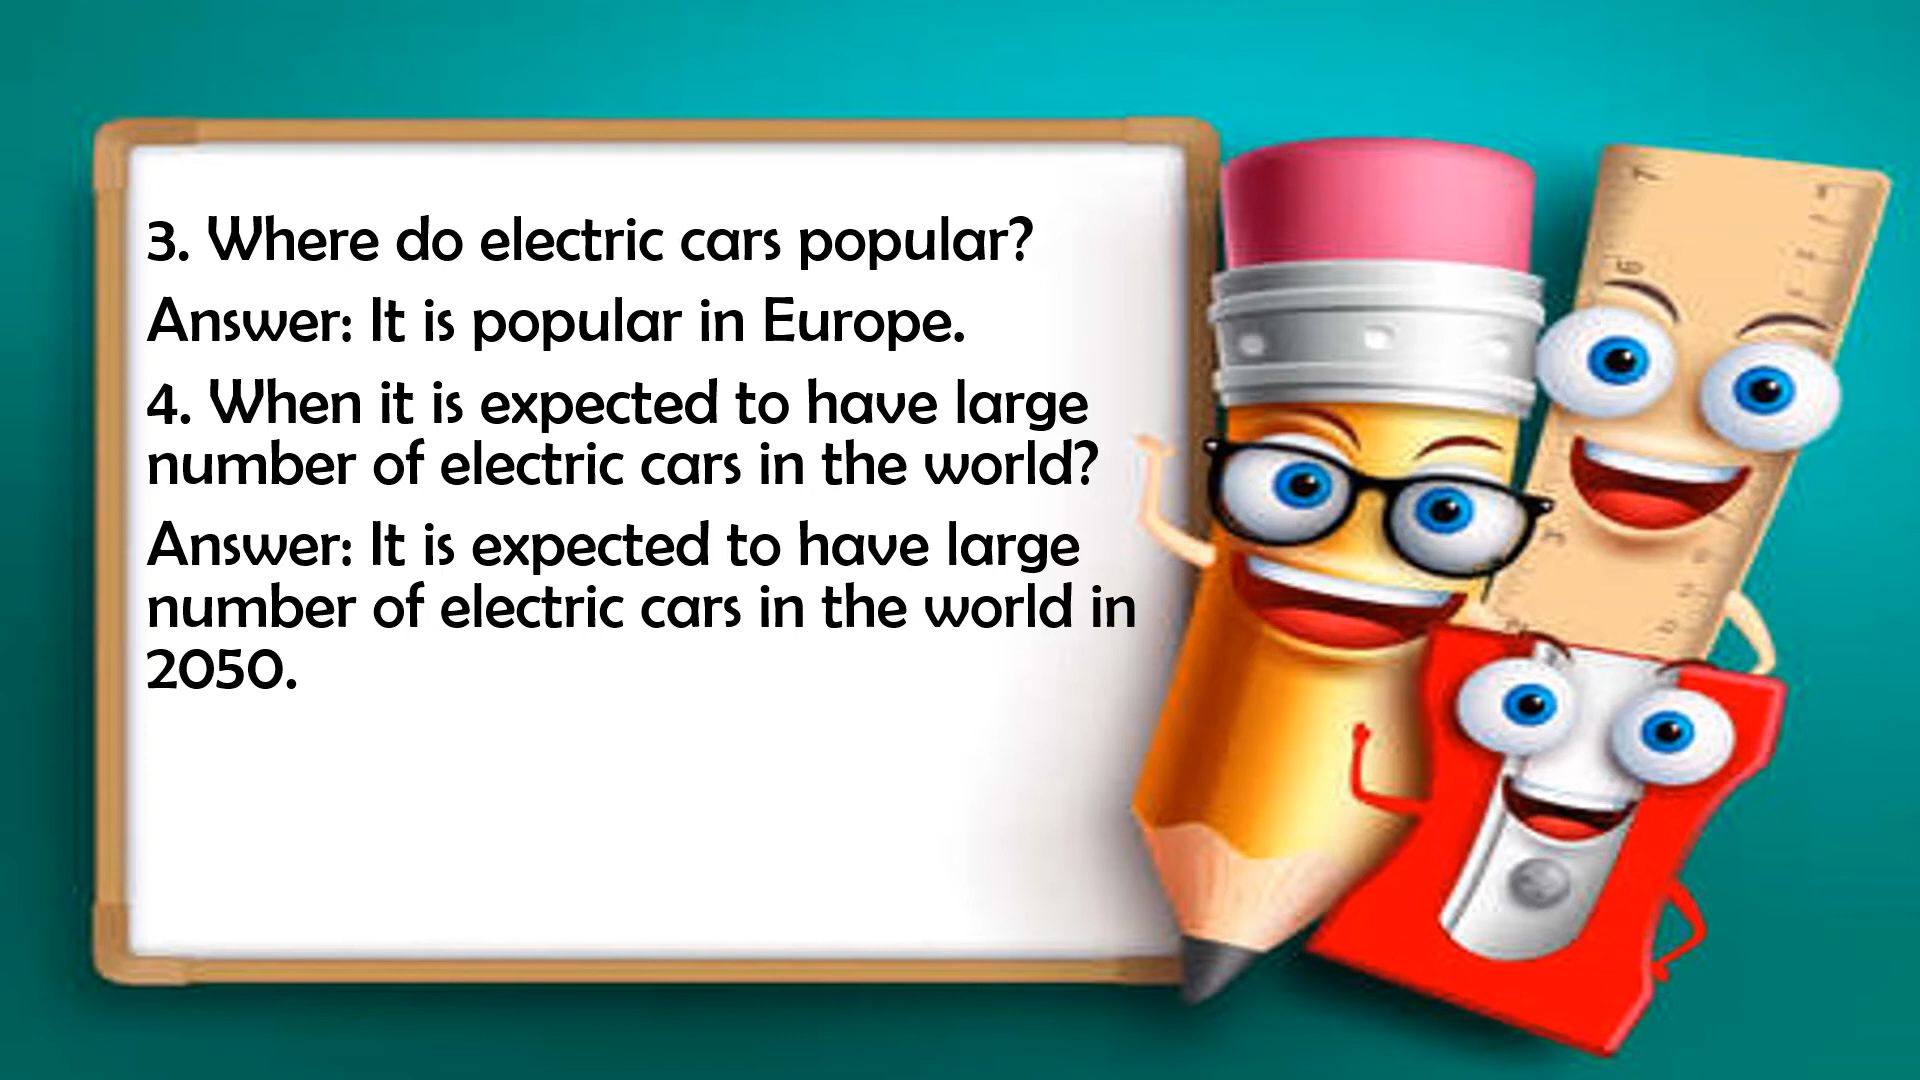 3. Where do electric cars popular?
Answer: It is popular in Europe.
4. When it is expected to have large
number of electric cars in the world?
Answer: It is expected to have large
number of electric cars in the world in
2050.